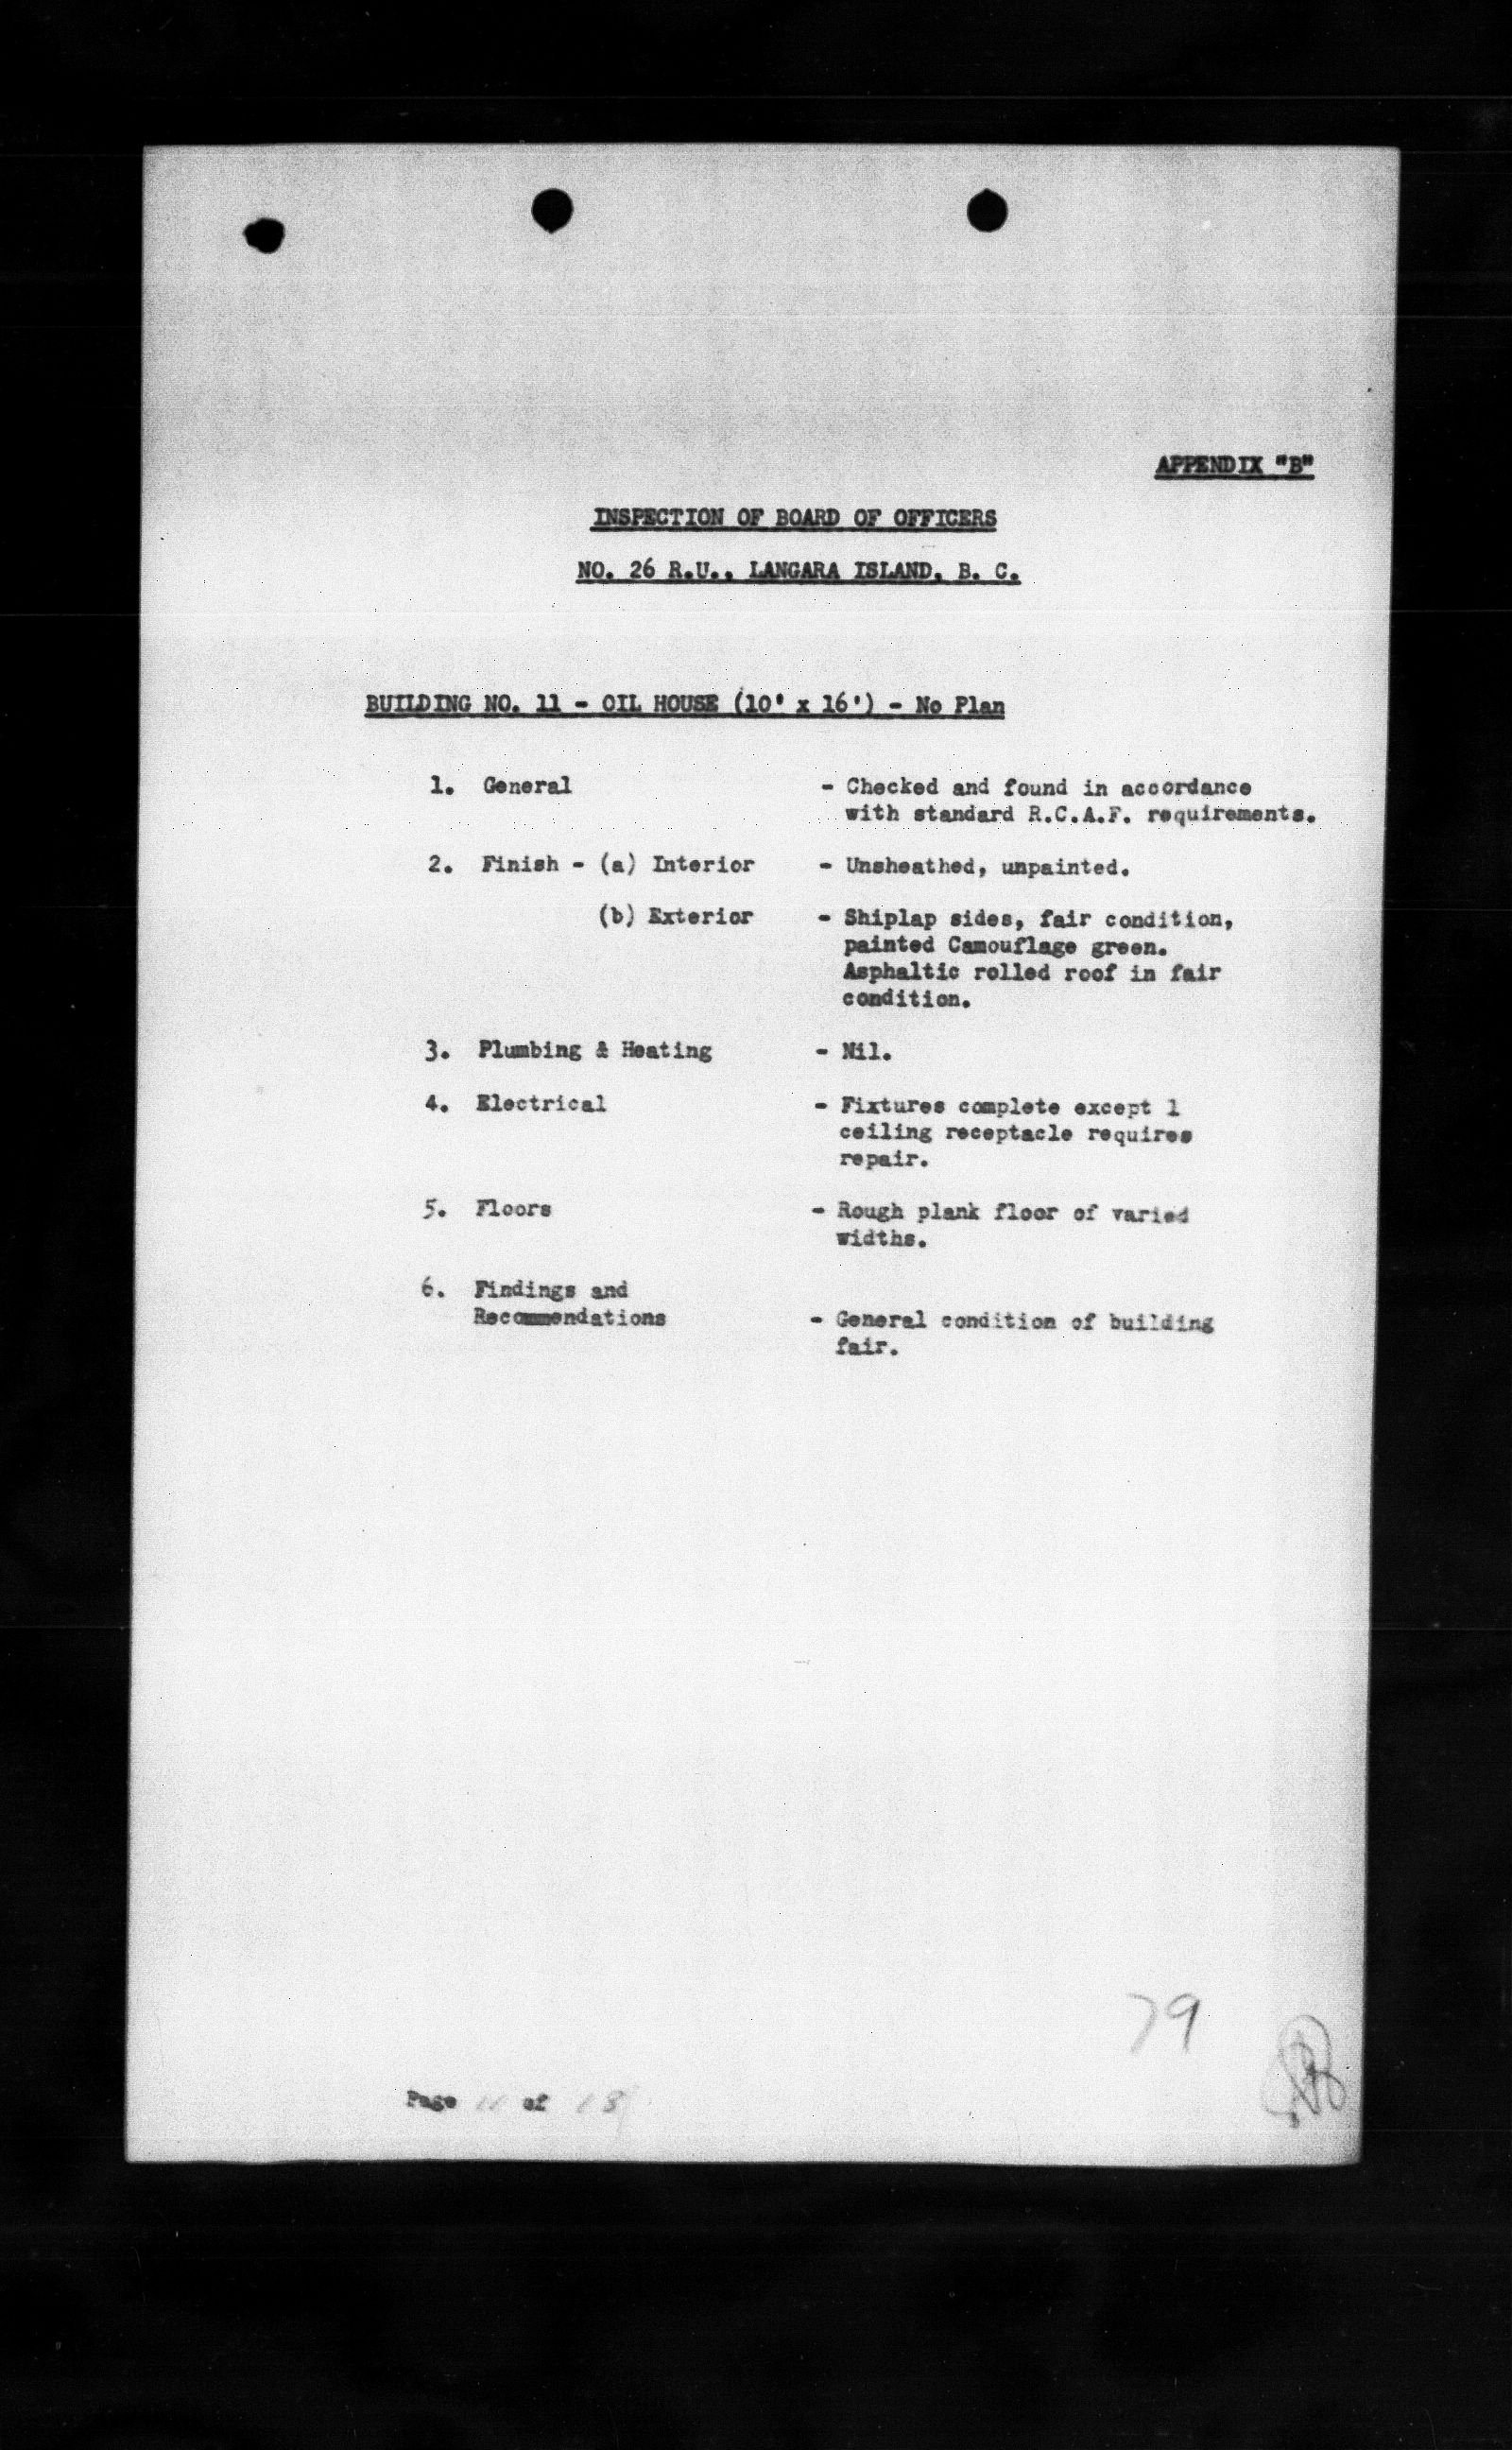 APPENDIX "B"
INSPECTION OF BOARD OF OFFICERS
NO. 26 R.U., LANGARA ISLAND, B. C.
BUILDING NO. 11 - OIL HOUSE (10' x 16') - No Plan
1. General - Checked and found in accordance
with standard R.C.A.F. requirements.
2. Finish - (a) Interior - Unsheathed, unpainted.
(b) Exterior - Shiplap sides, fair condition,
painted Camouflage green.
Asphaltic rolled roof in fair
condition.
3. Plumbing & Heating - Nil.
4. Electrical - Fixtures complete except 1
ceiling receptacle requires
repair.
5. Floors - Rough plank floor of varied
widths.
6. Findings and
Recommendations - General condition of building
fair.
79
Page 11 of 18